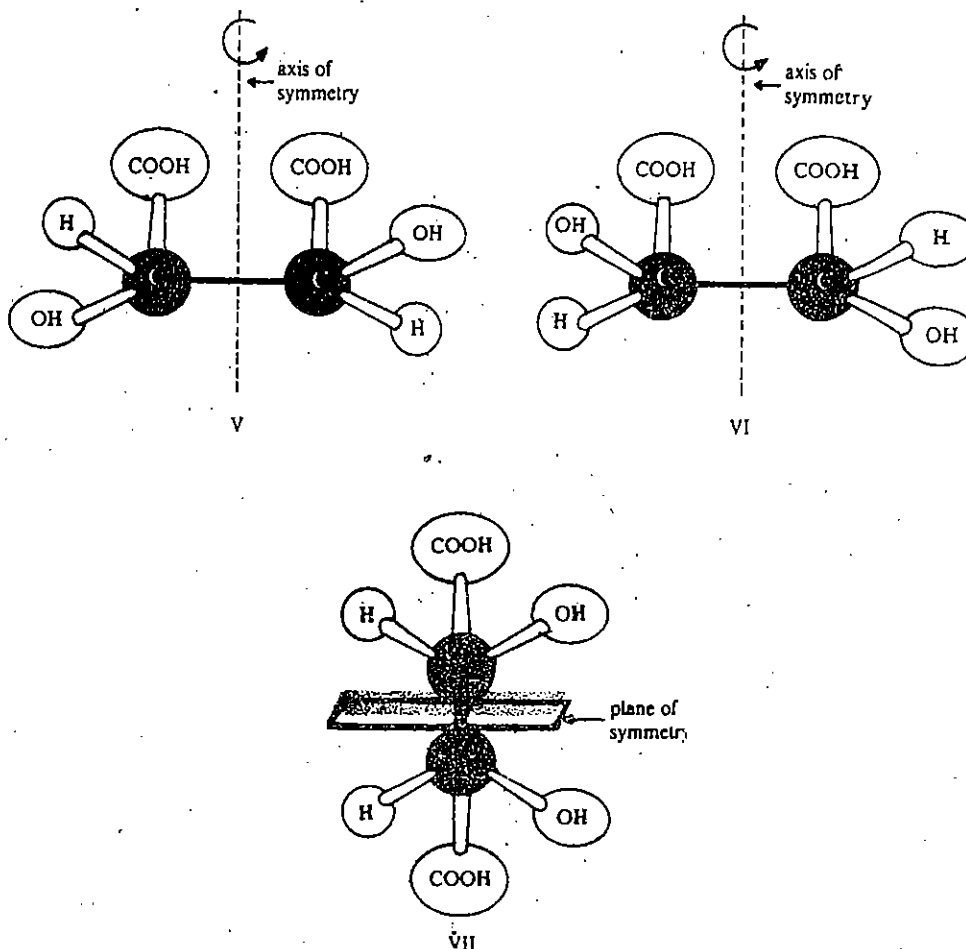 axis of
symmetry
axis of
symmetry
COOH
COOH
COOH
COOH
H
OH
OH
H
C
C
C
C
OH
H
H
OH
V
VI
COOH
H
OH
plane of
symmetry
H
OH
COOH
VII